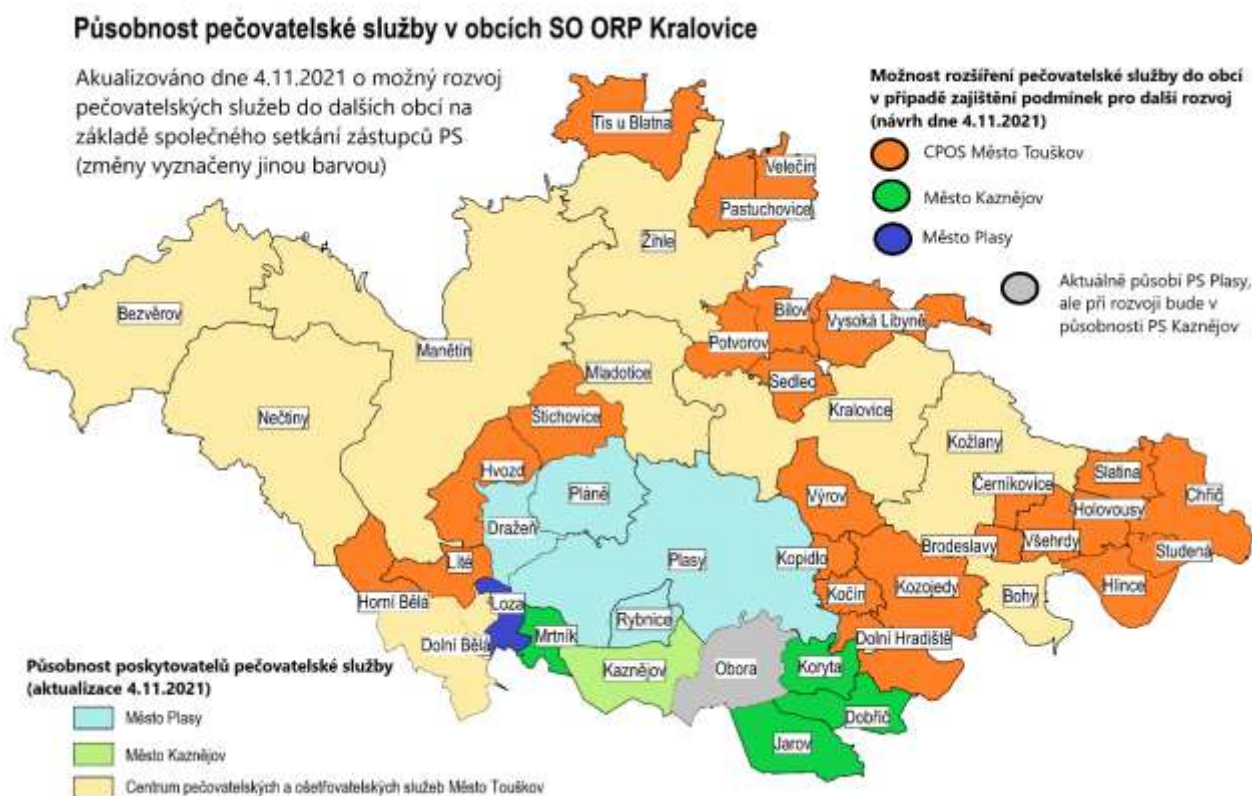 Působnost pečovatelské služby v obcích SO ORP Kralovice
Akualizováno dne 4.11.2021 o možný rozvoj
pečovatelských služeb do dalších obcí na
základě společného setkání zástupců PS
(změny vyznačeny jinou barvou)
Možnost rozšíření pečovatelské služby do obcí
v případě zajištění podmínek pro další rozvoj
(návrh dne 4.11.2021)
CPOS Město Touškov
Město Kaznějov
Město Plasy
Aktuálně působí PS Plasy,
ale při rozvoji bude v
působnosti PS Kaznějov
Tis u Blatna
Velečín
Pastuchovice
Žihle
Bezvěrov
Bílov
Vysoká Libyně
Potvorov
Manětín
Mladotice
Sedlec
Kralovice
Nečtiny
Štichovice
Kožlany
Hvozd
Slatina
Černíkovice
Pláně
Chříč
Výrov
Holovousy
Dražeň
Brodeslavy
Všehrdy
Studená
Líté
Plasy
Kopidlo
Kočín
Kozojedy
Hlince
Bohy
Horní Bělá
Loza
Rybnice
Mrtník
Dolní Hradiště
Dolní Bělá
Kaznějov
Obora
Koryta
Dobříč
Jarov
Působnost poskytovatelů pečovatelské služby
(aktualizace 4.11.2021)
Město Plasy
Město Kaznějov
Centrum pečovatelských a ošetřovatelských služeb Město Touškov